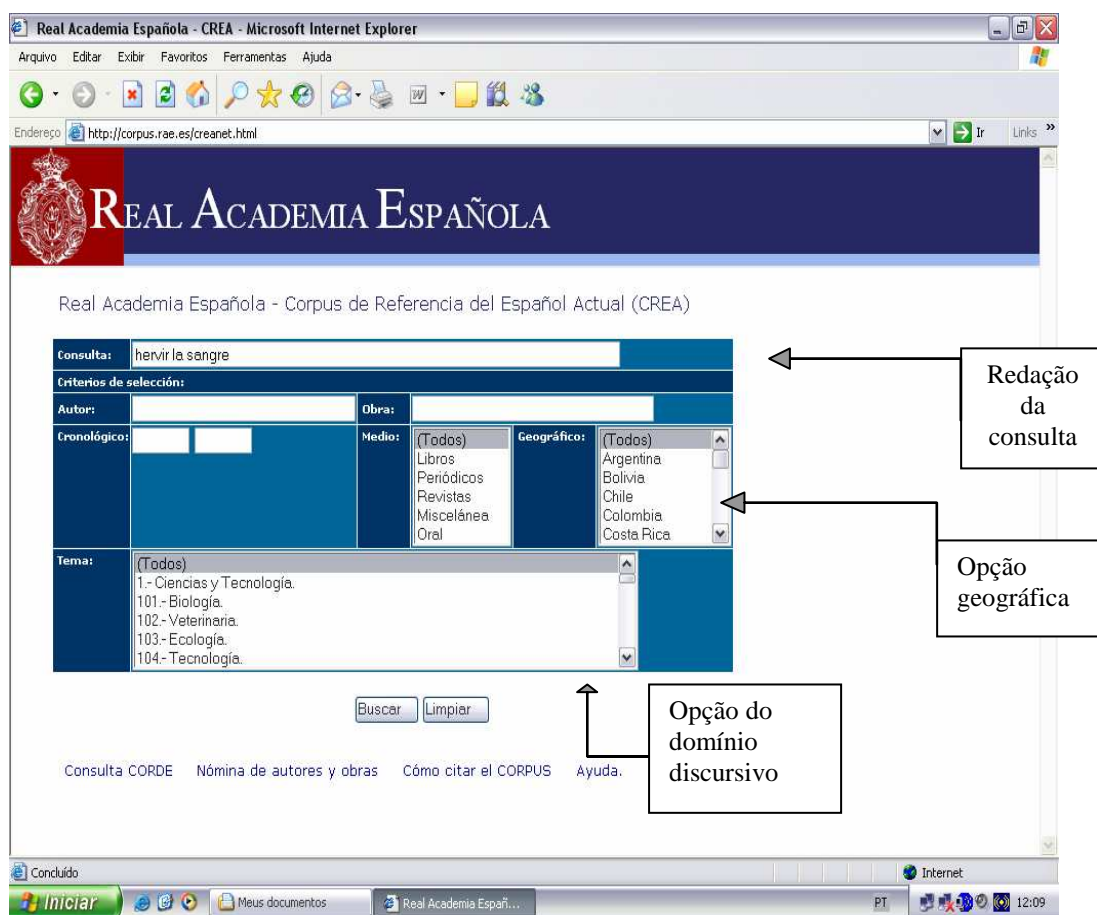 Real Academia Española - CREA - Microsoft Internet Explorer
Arquivo Editar Exibir Favoritos Ferramentas Ajuda
Endereço http://corpus.rae.es/creanet.html Ir Links »
REAL ACADEMIA ESPAÑOLA
Real Academia Española - Corpus de Referencia del Español Actual (CREA)
Consulta: hervir la sangre
Criterios de selección:
Autor: Obra:
Cronológico: Medio: Geográfico:
(Todos)
Libros
Periódicos
Revistas
Miscelánea
Oral
(Todos)
Argentina
Bolivia
Chile
Colombia
Costa Rica
Tema:
(Todos)
1.- Ciencias y Tecnología.
101.- Biología.
102.- Veterinaria.
103.- Ecología.
104.- Tecnología.
Buscar Limpiar
Consulta CORDE Nómina de autores y obras Cómo citar el CORPUS Ayuda.
Redação
da
consulta
Opção
geográfica
Opção do
domínio
discursivo
Concluído Internet
Iniciar Meus documentos Real Academia Españ... PT 12:09